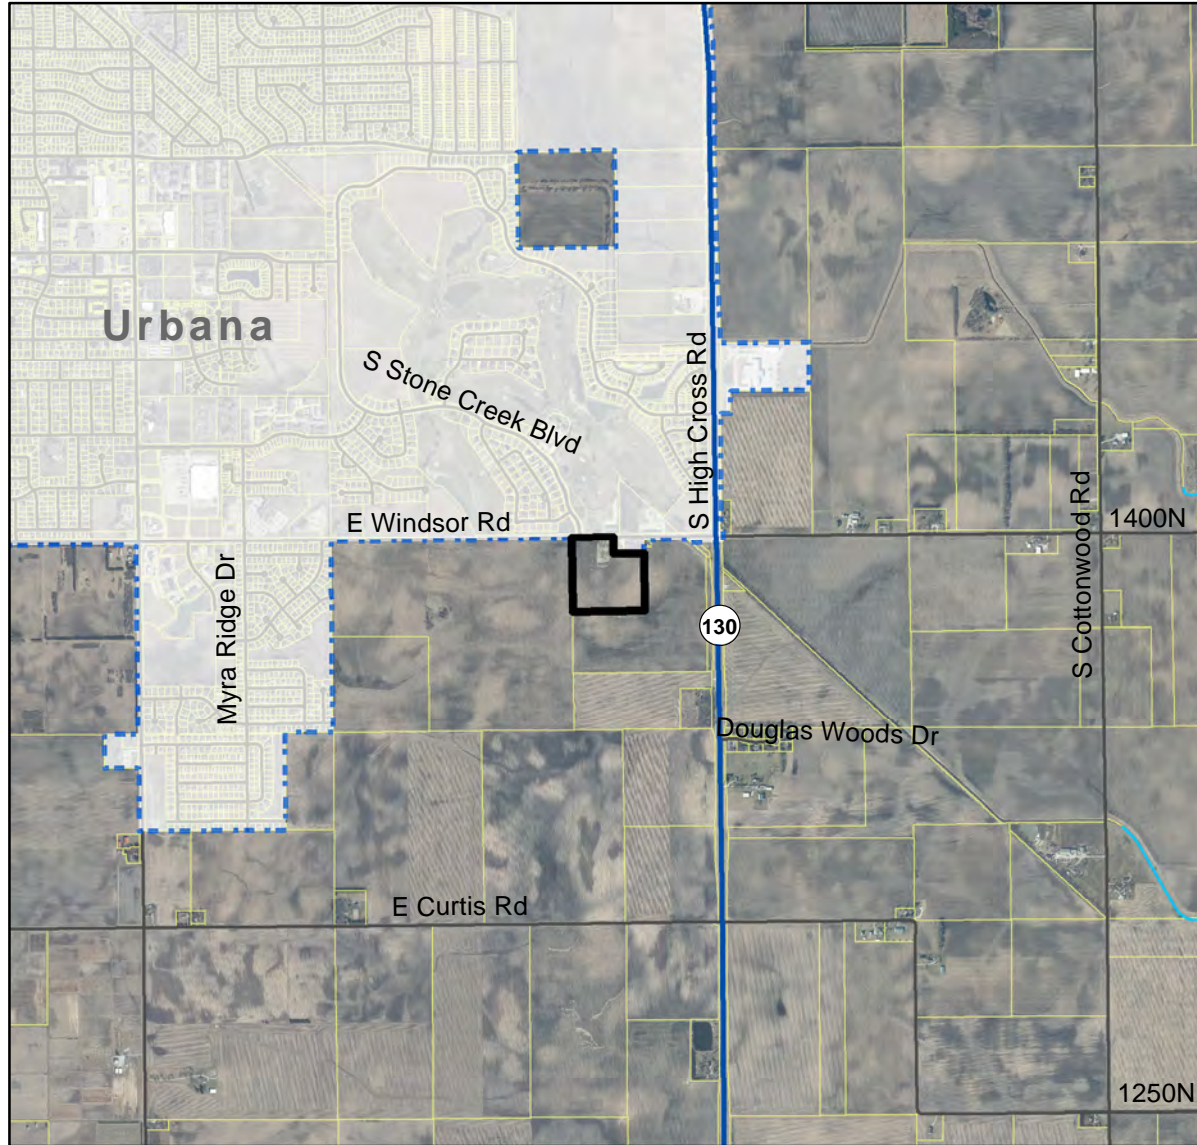 Urbana
S Stone Creek Blvd
S High Cross Rd
E Windsor Rd
1400N
S Cottonwood Rd
Myra Ridge Dr
130
Douglas Woods Dr
E Curtis Rd
1250N